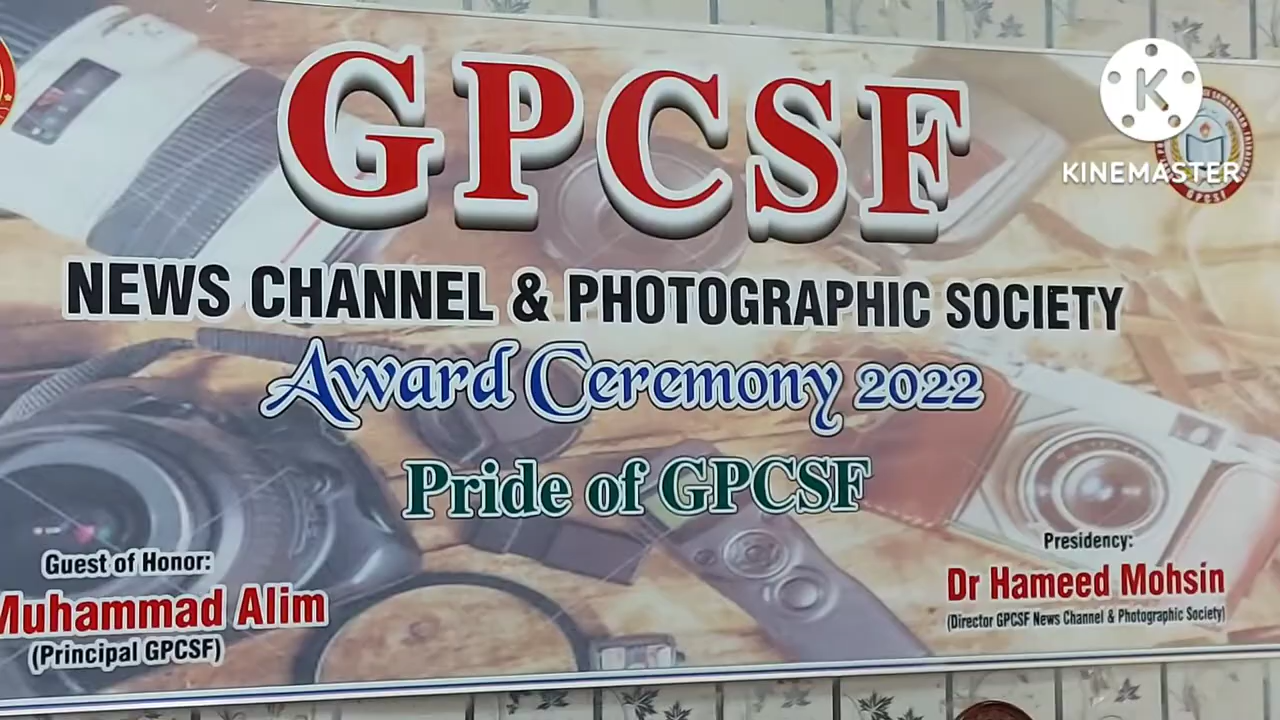 GPCSF
KINEMASTER
GPCSF
NEWS CHANNEL & PHOTOGRAPHIC SOCIETY
Award Ceremony 2022
Pride of GPCSF
Guest of Honor:
Muhammad Alim
(Principal GPCSF)
Presidency:
Dr Hameed Mohsin
(Director GPCSF News Channel & Photographic Society)